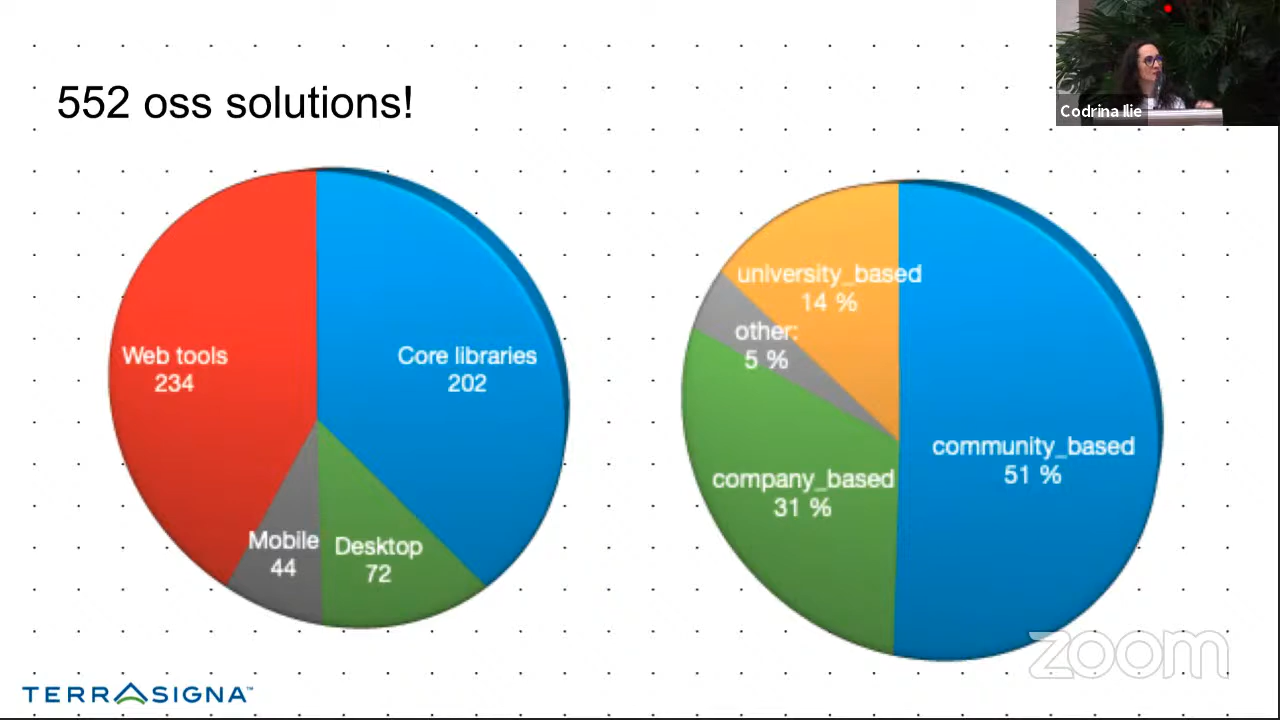 552 oss solutions!
Codrina Ilie
Web tools
234
Core libraries
202
Mobile
44
Desktop
72
university_based
14 %
other:
5 %
company_based
31 %
community_based
51 %
TERRASIGNA™
zoom